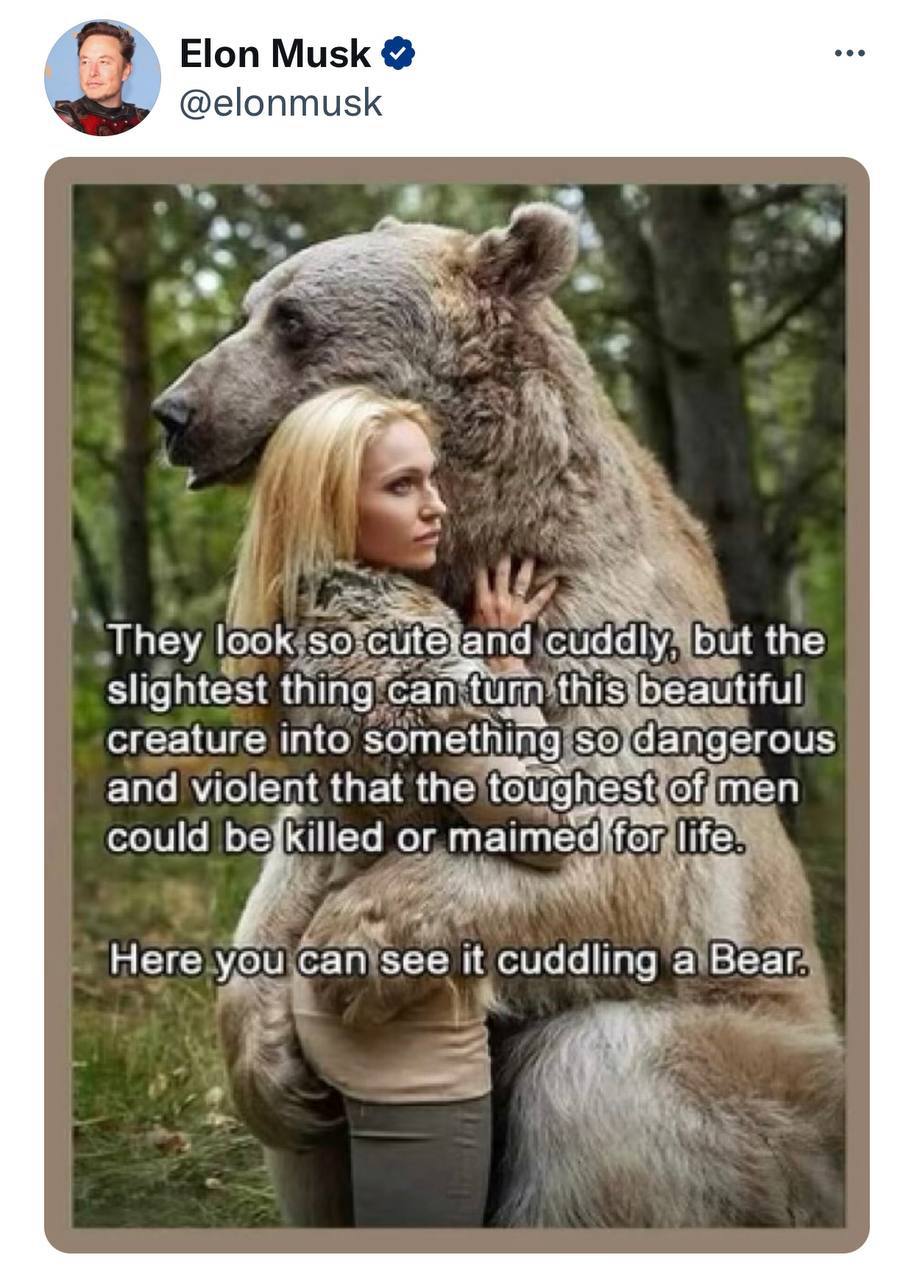 Elon Musk
@elonmusk
They look so cute and cuddly, but the
slightest thing can turn this beautiful
creature into something so dangerous
and violent that the toughest of men
could be killed or maimed for life.
Here you can see it cuddling a Bear.